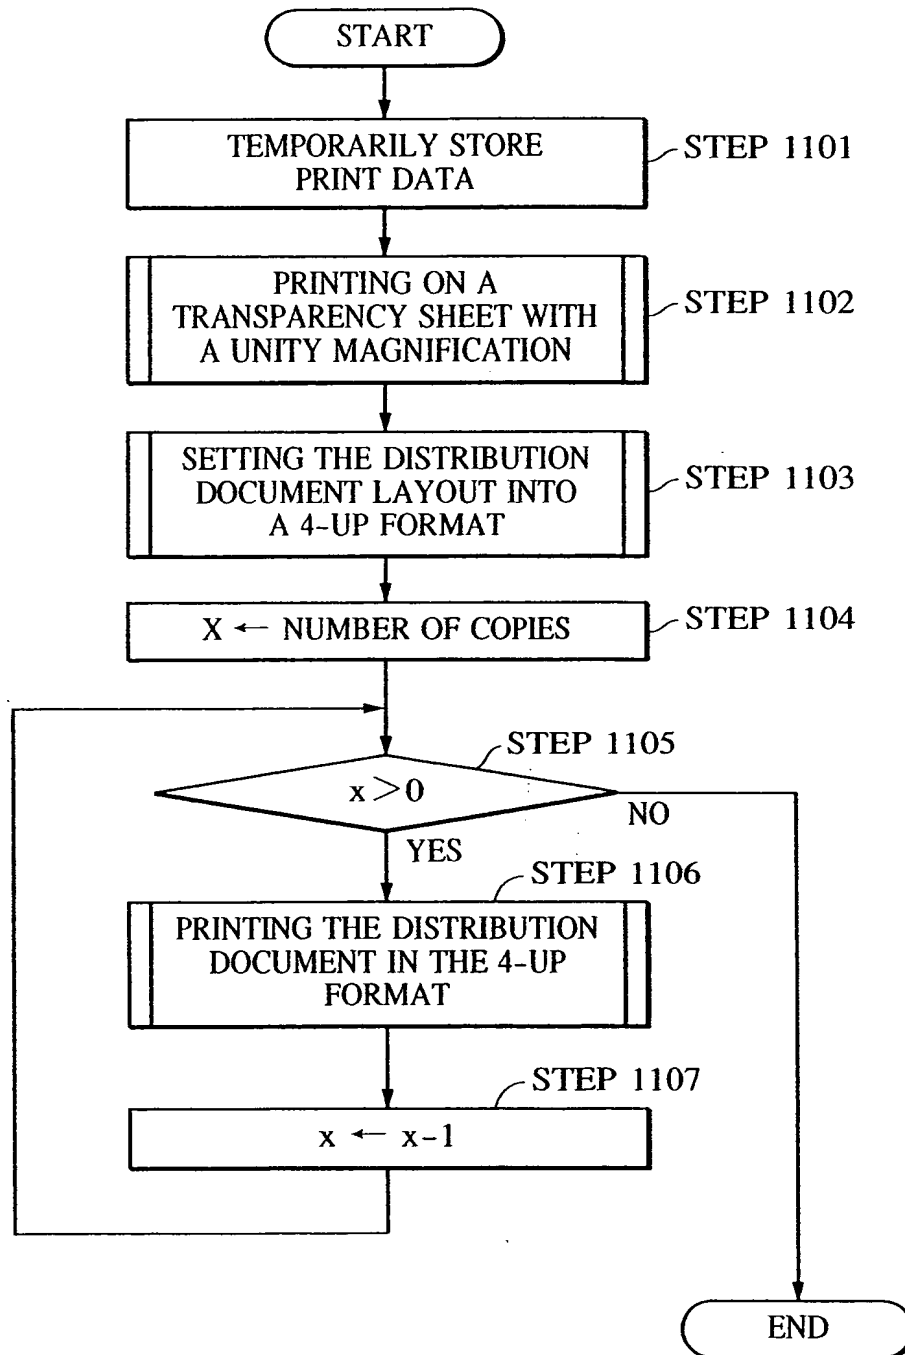 START
TEMPORARILY STORE
PRINT DATA
STEP 1101
PRINTING ON A
TRANSPARENCY SHEET WITH
A UNITY MAGNIFICATION
STEP 1102
SETTING THE DISTRIBUTION
DOCUMENT LAYOUT INTO
A 4-UP FORMAT
STEP 1103
X ← NUMBER OF COPIES
STEP 1104
STEP 1105
x>0
NO
YES
STEP 1106
PRINTING THE DISTRIBUTION
DOCUMENT IN THE 4-UP
FORMAT
STEP 1107
x ← x-1
END